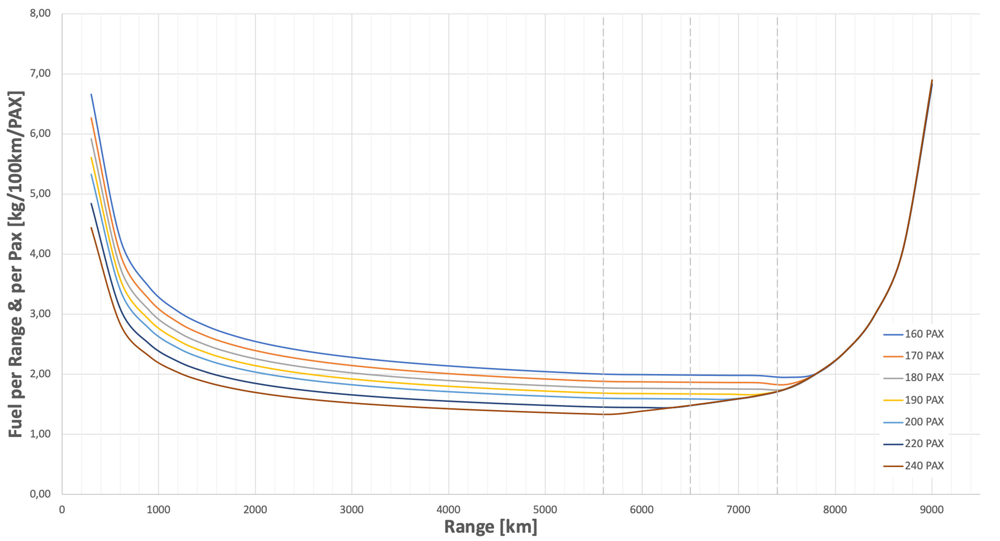 8,00
7,00
6,00
5,00
4,00
3,00
2,00
1,00
0,00
Fuel per Range & per Pax [kg/100km/PAX]
0 1000 2000 3000 4000 5000 6000 7000 8000 9000
Range [km]
160 PAX
170 PAX
180 PAX
190 PAX
200 PAX
220 PAX
240 PAX